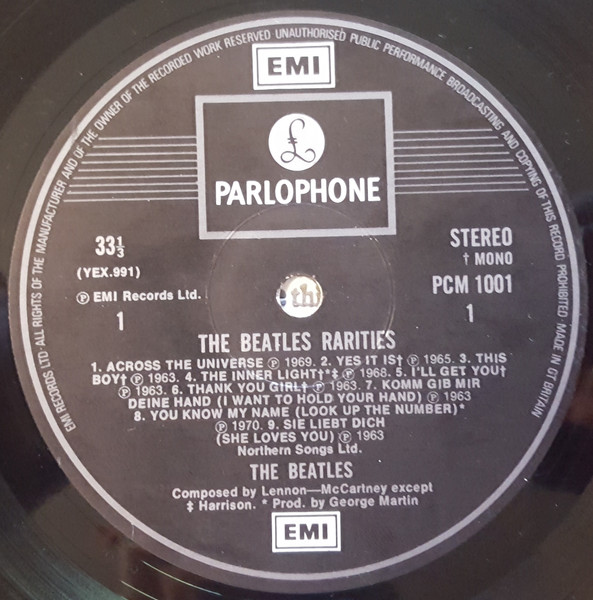 EMI RECORDS LTD · ALL RIGHTS OF THE MANUFACTURER AND OF THE OWNER OF THE RECORDED WORK RESERVED UNAUTHORISED PUBLIC PERFORMANCE BROADCASTING AND COPYING OF THIS RECORD PROHIBITED · MADE IN GT BRITAIN
EMI
£
PARLOPHONE
33⅓
STEREO
† MONO
(YEX.991)
PCM 1001
℗ EMI Records Ltd.
1
1
THE BEATLES RARITIES
1. ACROSS THE UNIVERSE ℗ 1969. 2. YES IT IS† ℗ 1965. 3. THIS
BOY† ℗ 1963. 4. THE INNER LIGHT†*‡ ℗ 1968. 5. I'LL GET YOU†
℗ 1963. 6. THANK YOU GIRL† ℗ 1963. 7. KOMM GIB MIR
DEINE HAND (I WANT TO HOLD YOUR HAND) ℗ 1963
8. YOU KNOW MY NAME (LOOK UP THE NUMBER)*
℗ 1970. 9. SIE LIEBT DICH
(SHE LOVES YOU) ℗ 1963
Northern Songs Ltd.
THE BEATLES
Composed by Lennon—McCartney except
‡ Harrison. * Prod. by George Martin
EMI